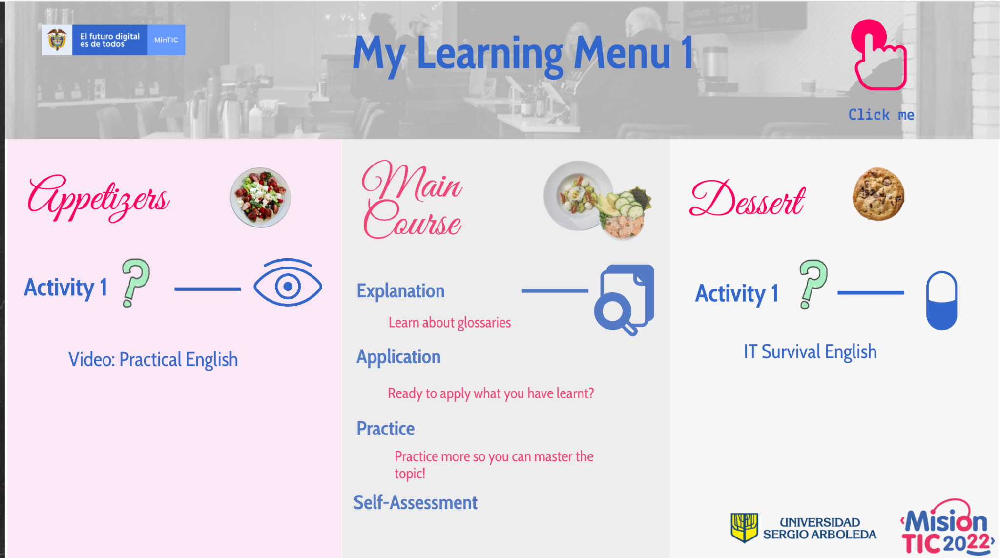 El futuro digital
es de todos
MinTIC
My Learning Menu 1
Click me
Appetizers
Activity 1
Video: Practical English
Main
Course
Explanation
Learn about glossaries
Application
Ready to apply what you have learnt?
Practice
Practice more so you can master the
topic!
Self-Assessment
Dessert
Activity 1
IT Survival English
UNIVERSIDAD
SERGIO ARBOLEDA
‹Misión
TIC 2022›